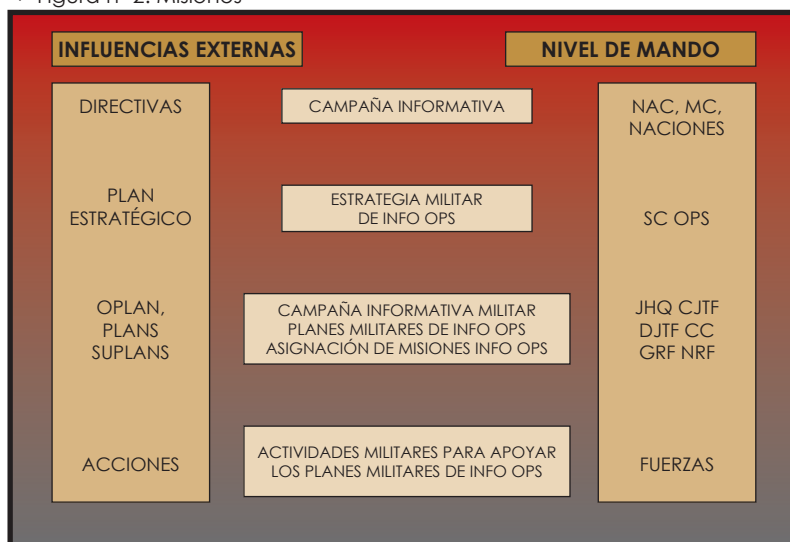 Figura nº 2. Misiones
INFLUENCIAS EXTERNAS
NIVEL DE MANDO
DIRECTIVAS
CAMPAÑA INFORMATIVA
NAC, MC,
NACIONES
PLAN
ESTRATÉGICO
ESTRATEGIA MILITAR
DE INFO OPS
SC OPS
OPLAN,
PLANS
SUPLANS
CAMPAÑA INFORMATIVA MILITAR
PLANES MILITARES DE INFO OPS
ASIGNACIÓN DE MISIONES INFO OPS
JHQ CJTF
DJTF CC
GRF NRF
ACCIONES
ACTIVIDADES MILITARES PARA APOYAR
LOS PLANES MILITARES DE INFO OPS
FUERZAS